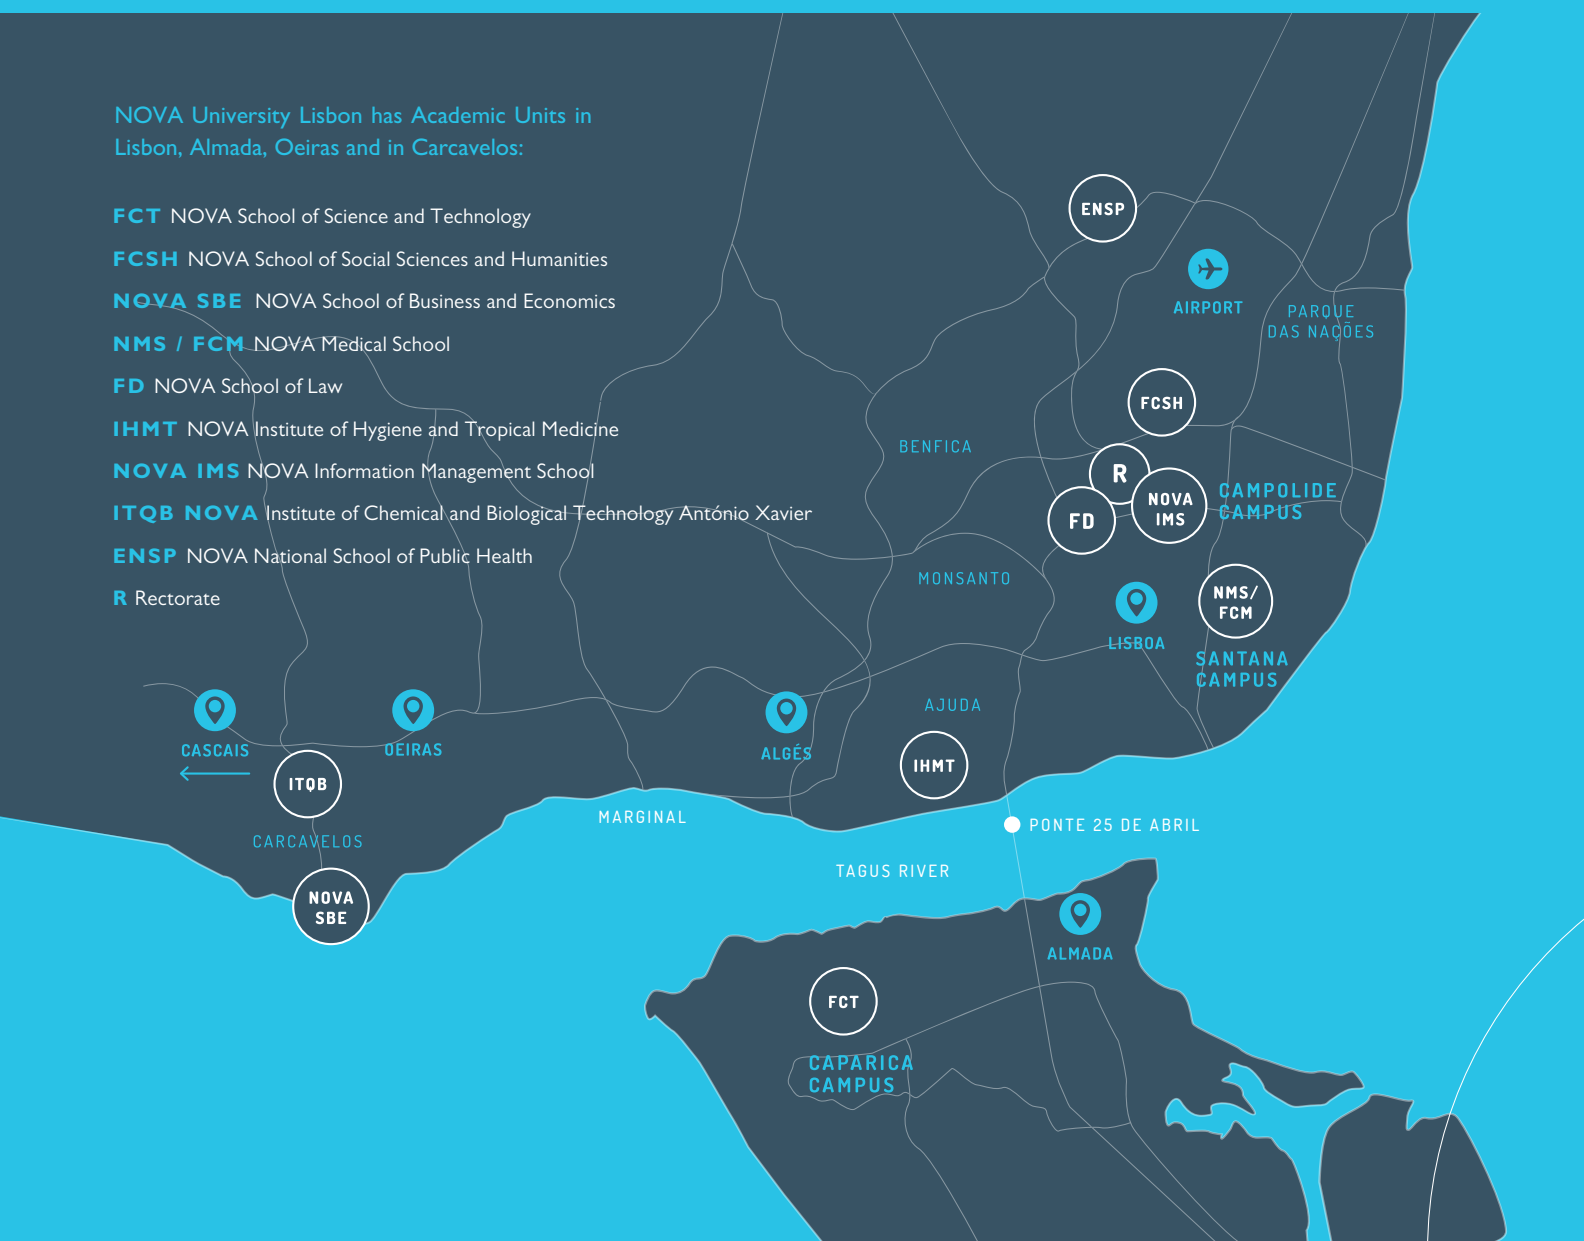 NOVA University Lisbon has Academic Units in
Lisbon, Almada, Oeiras and in Carcavelos:
FCT NOVA School of Science and Technology
FCSH NOVA School of Social Sciences and Humanities
NOVA SBE NOVA School of Business and Economics
NMS / FCM NOVA Medical School
FD NOVA School of Law
IHMT NOVA Institute of Hygiene and Tropical Medicine
NOVA IMS NOVA Information Management School
ITQB NOVA Institute of Chemical and Biological Technology António Xavier
ENSP NOVA National School of Public Health
R Rectorate
ENSP
AIRPORT
PARQUE
DAS NAÇÕES
FCSH
BENFICA
R
NOVA
IMS
FD
CAMPOLIDE
CAMPUS
MONSANTO
NMS/
FCM
LISBOA
SANTANA
CAMPUS
AJUDA
CASCAIS
OEIRAS
ALGÉS
IHMT
ITQB
MARGINAL
PONTE 25 DE ABRIL
CARCAVELOS
TAGUS RIVER
NOVA
SBE
ALMADA
FCT
CAPARICA
CAMPUS